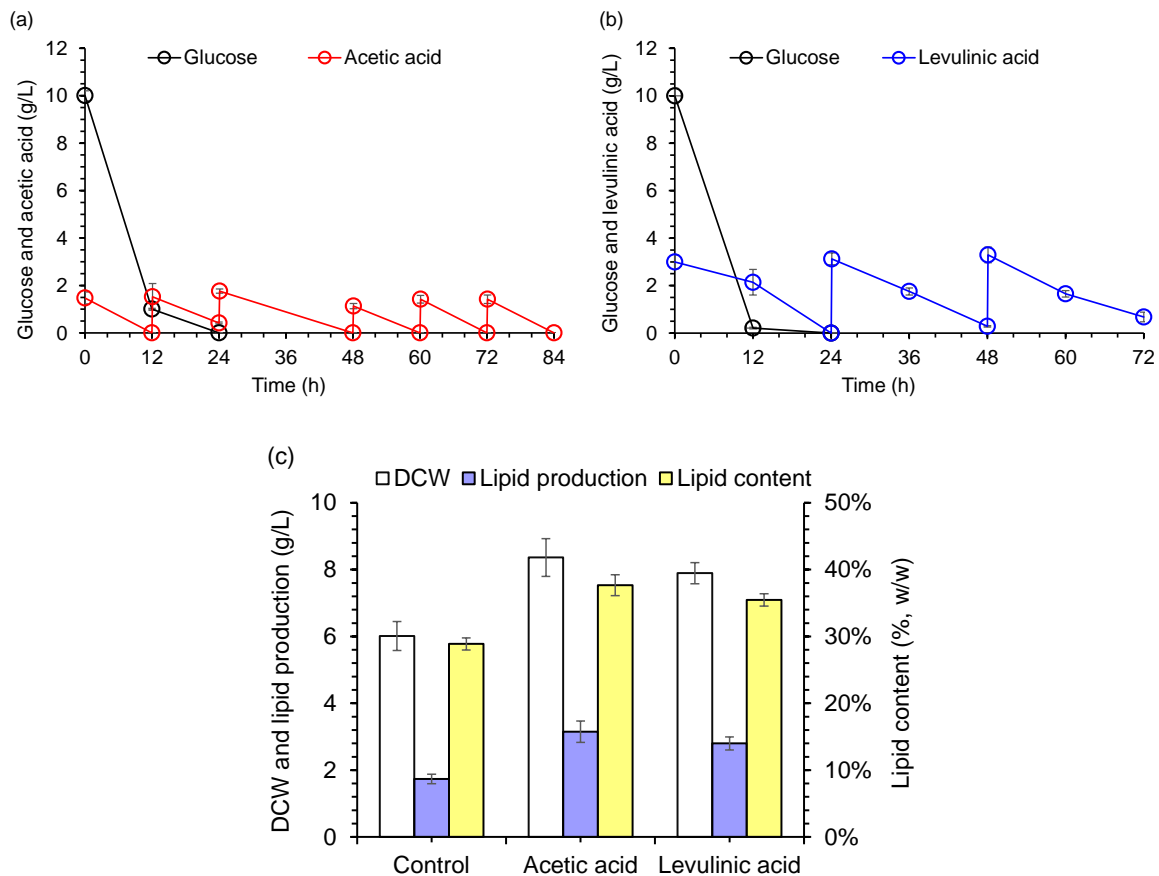 (a)
Glucose Acetic acid
Glucose and acetic acid (g/L)
12
10
8
6
4
2
0
0 12 24 36 48 60 72 84
Time (h)
(b)
Glucose Levulinic acid
Glucose and levulinic acid (g/L)
12
10
8
6
4
2
0
0 12 24 36 48 60 72
Time (h)
(c)
DCW Lipid production Lipid content
DCW and lipid production (g/L)
10
8
6
4
2
0
50%
40%
30%
20%
10%
0%
Lipid content (%, w/w)
Control Acetic acid Levulinic acid